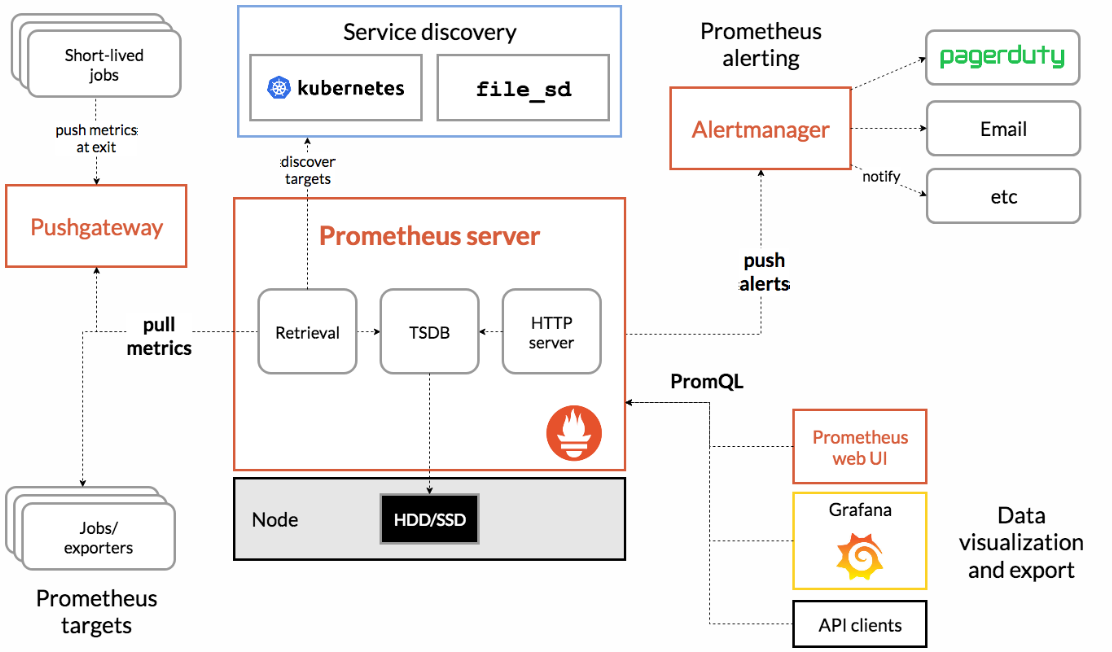 Short-lived
jobs
push metrics
at exit
Pushgateway
Service discovery
kubernetes
file_sd
discover
targets
Prometheus
alerting
Alertmanager
pagerduty
Email
notify
etc
Prometheus server
Retrieval
TSDB
HTTP
server
pull
metrics
push
alerts
PromQL
Node
HDD/SSD
Jobs/
exporters
Prometheus
targets
Prometheus
web UI
Grafana
API clients
Data
visualization
and export